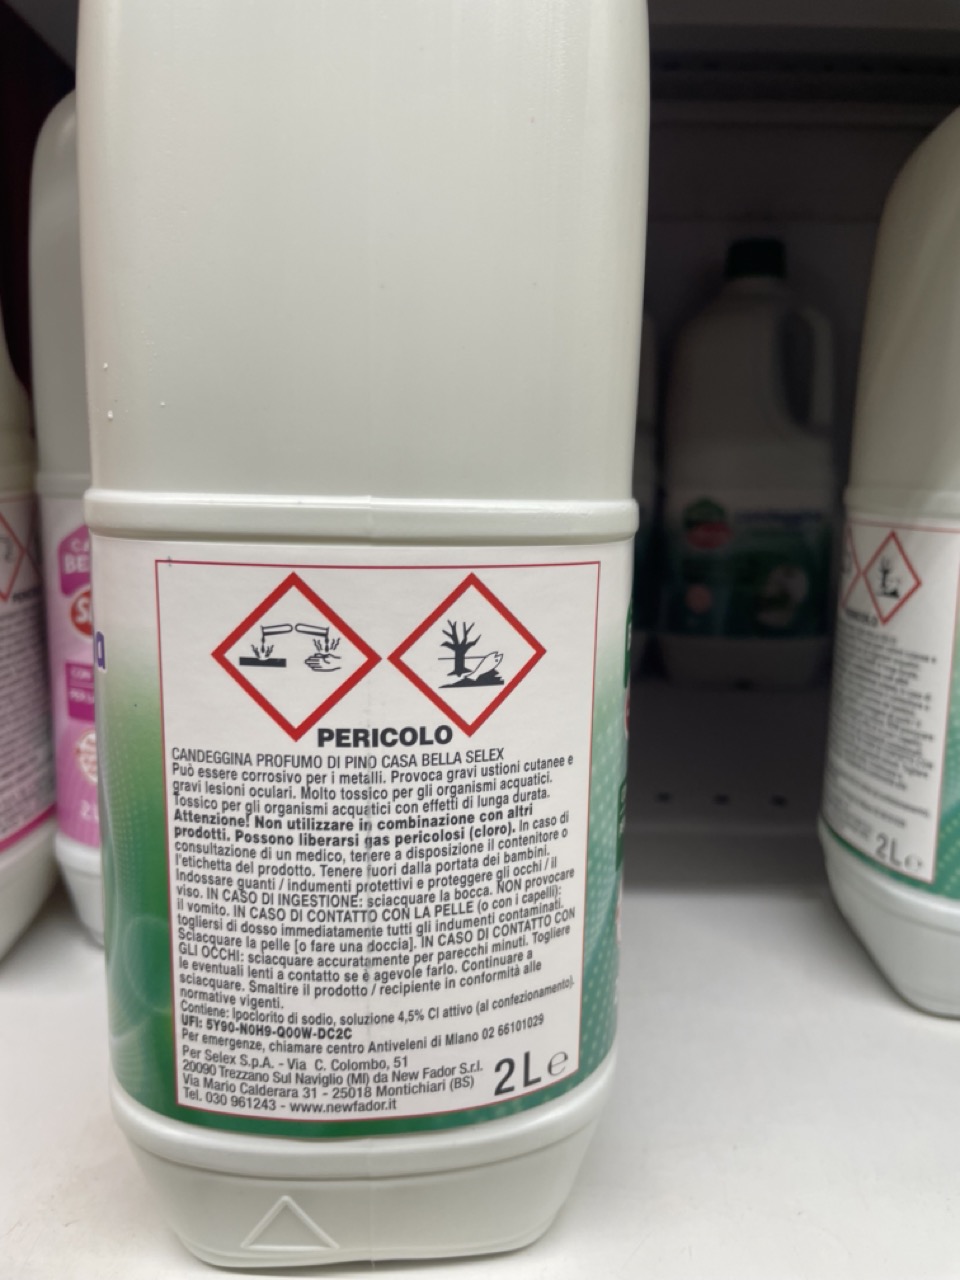 PERICOLO
CANDEGGINA PROFUMO DI PINO CASA BELLA SELEX
Può essere corrosivo per i metalli. Provoca gravi ustioni cutanee e
gravi lesioni oculari. Molto tossico per gli organismi acquatici.
Tossico per gli organismi acquatici con effetti di lunga durata.
Attenzione! Non utilizzare in combinazione con altri
prodotti. Possono liberarsi gas pericolosi (cloro). In caso di
consultazione di un medico, tenere a disposizione il contenitore o
l'etichetta del prodotto. Tenere fuori dalla portata dei bambini.
Indossare guanti / indumenti protettivi e proteggere gli occhi / il
viso. IN CASO DI INGESTIONE: sciacquare la bocca. NON provocare
il vomito. IN CASO DI CONTATTO CON LA PELLE (o con i capelli):
togliersi di dosso immediatamente tutti gli indumenti contaminati.
Sciacquare la pelle [o fare una doccia]. IN CASO DI CONTATTO CON
GLI OCCHI: sciacquare accuratamente per parecchi minuti. Togliere
le eventuali lenti a contatto se è agevole farlo. Continuare a
sciacquare. Smaltire il prodotto / recipiente in conformità alle
normative vigenti.
Contiene: Ipoclorito di sodio, soluzione 4,5% Cl attivo (al confezionamento).
UFI: 5Y90-N0H9-Q00W-DC2C
Per emergenze, chiamare centro Antiveleni di Mlano 02 66101029
Per Selex S.p.A. - Via C. Colombo, 51
20090 Trezzano Sul Naviglio (MI) da New Fador S.r.l.
Via Mario Calderara 31 - 25018 Montichiari (BS)
Tel. 030 961243 - www.newfador.it
2L e
2L e